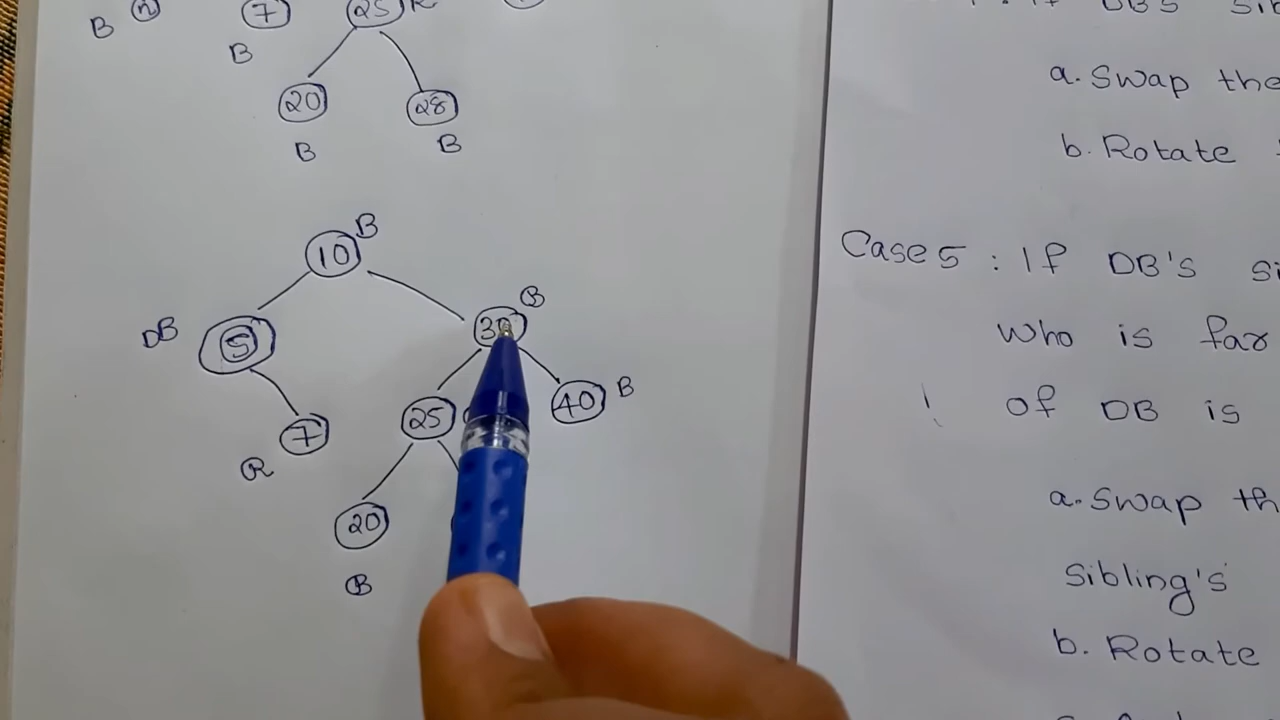 B 7 25 R
B
20 28
B B
10 B
DB 5 30 B
7 25 40 B
R 20
B
DB's
a. Swap the
b. Rotate
Case 5 : If DB's
who is far
of DB is
a. Swap
sibling's
b. Rotate